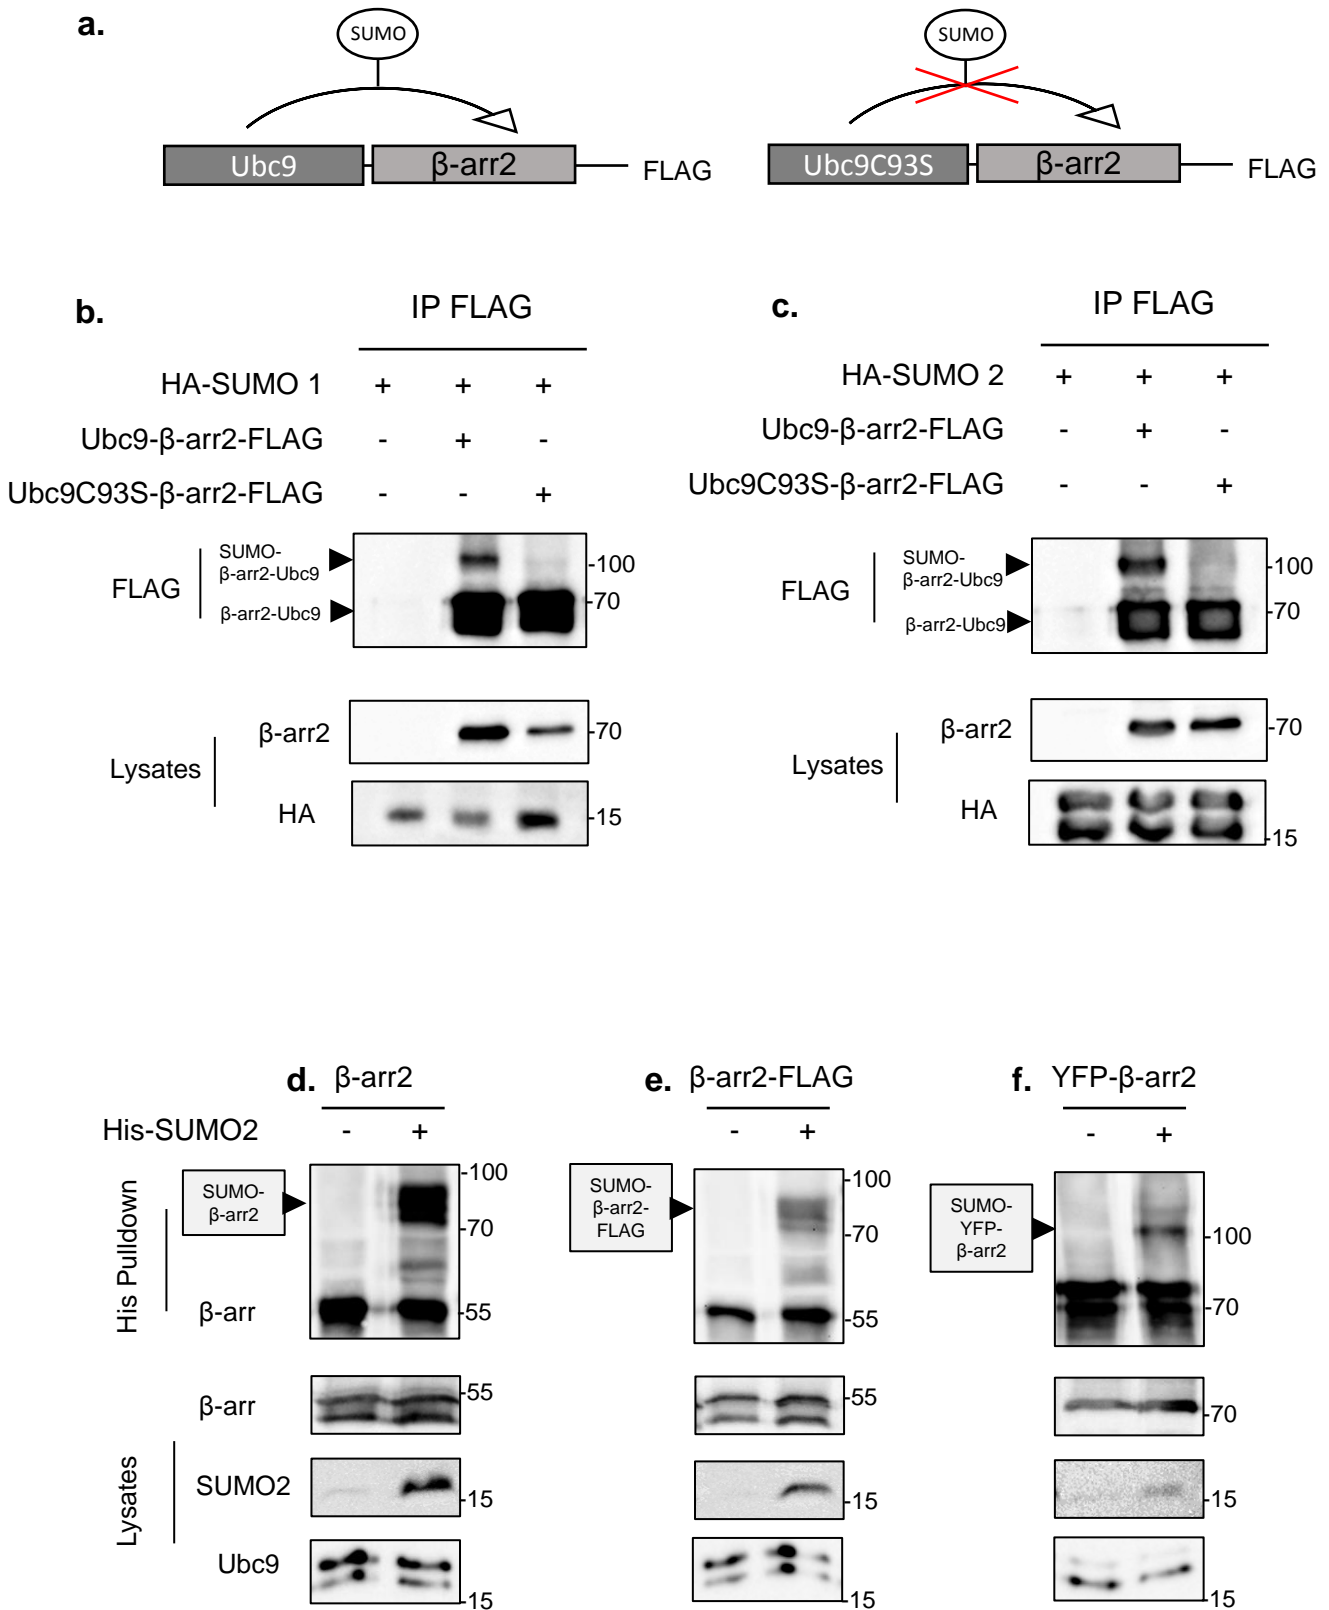 a.
SUMO
SUMO
Ubc9
β-arr2
FLAG
Ubc9C93S
β-arr2
FLAG
b.
IP FLAG
HA-SUMO 1
+ + +
Ubc9-β-arr2-FLAG
- + -
Ubc9C93S-β-arr2-FLAG
- - +
FLAG
SUMO-
β-arr2-Ubc9
β-arr2-Ubc9
-100
-70
Lysates
β-arr2
-70
HA
-15
c.
IP FLAG
HA-SUMO 2
+ + +
Ubc9-β-arr2-FLAG
- + -
Ubc9C93S-β-arr2-FLAG
- - +
FLAG
SUMO-
β-arr2-Ubc9
β-arr2-Ubc9
-100
-70
Lysates
β-arr2
-70
HA
-15
d. β-arr2
His-SUMO2
- +
His Pulldown
SUMO-
β-arr2
-100
-70
β-arr
-55
β-arr
-55
Lysates
SUMO2
-15
Ubc9
-15
e. β-arr2-FLAG
- +
SUMO-
β-arr2-
FLAG
-100
-70
-55
-55
-15
-15
f. YFP-β-arr2
- +
SUMO-
YFP-
β-arr2
-100
-70
-70
-15
-15